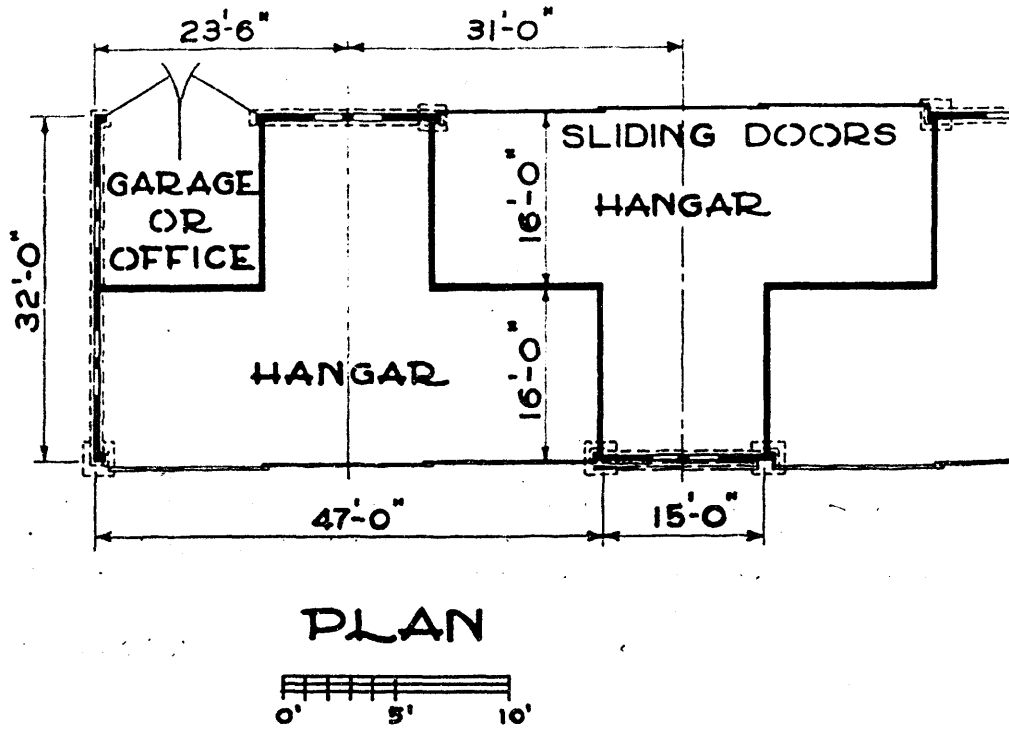 23'-6" 31'-0"
SLIDING DOORS
GARAGE
OR
OFFICE
HANGAR
16'-0"
32'-0"
HANGAR
16'-0"
47'-0" 15'-0"
PLAN
0' 5' 10'